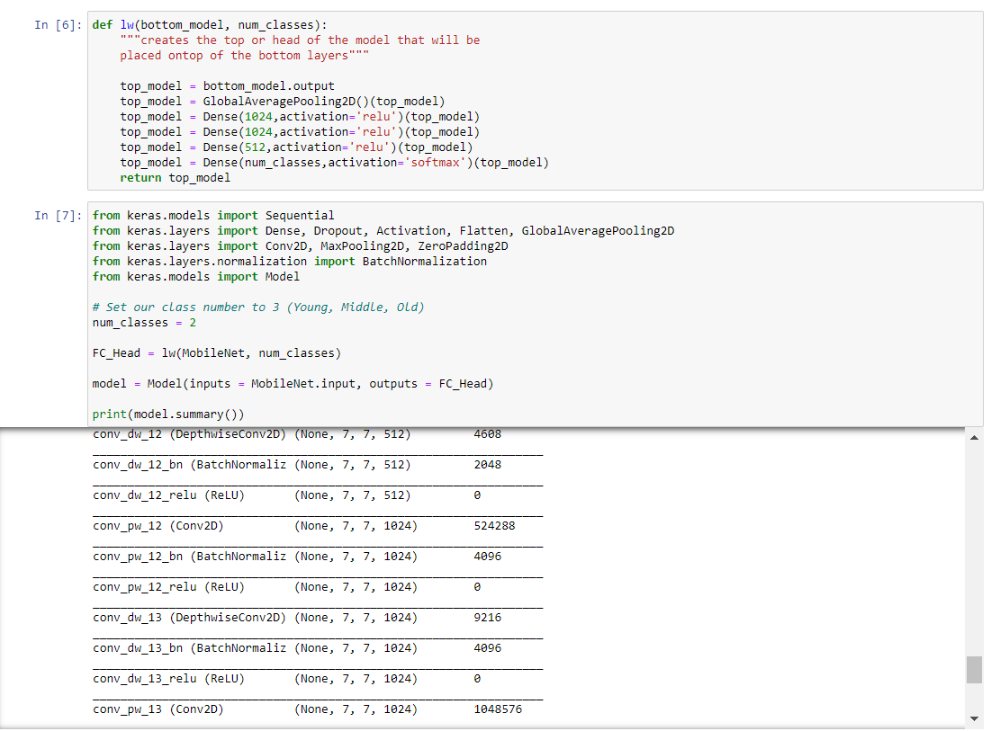 In [6]: def lw(bottom_model, num_classes):
"""creates the top or head of the model that will be
placed ontop of the bottom layers"""
top_model = bottom_model.output
top_model = GlobalAveragePooling2D()(top_model)
top_model = Dense(1024,activation='relu')(top_model)
top_model = Dense(1024,activation='relu')(top_model)
top_model = Dense(512,activation='relu')(top_model)
top_model = Dense(num_classes,activation='softmax')(top_model)
return top_model
In [7]: from keras.models import Sequential
from keras.layers import Dense, Dropout, Activation, Flatten, GlobalAveragePooling2D
from keras.layers import Conv2D, MaxPooling2D, ZeroPadding2D
from keras.layers.normalization import BatchNormalization
from keras.models import Model
# Set our class number to 3 (Young, Middle, Old)
num_classes = 2
FC_Head = lw(MobileNet, num_classes)
model = Model(inputs = MobileNet.input, outputs = FC_Head)
print(model.summary())
conv_dw_12 (DepthwiseConv2D) (None, 7, 7, 512) 4608
conv_dw_12_bn (BatchNormaliz (None, 7, 7, 512) 2048
conv_dw_12_relu (ReLU) (None, 7, 7, 512) 0
conv_pw_12 (Conv2D) (None, 7, 7, 1024) 524288
conv_pw_12_bn (BatchNormaliz (None, 7, 7, 1024) 4096
conv_pw_12_relu (ReLU) (None, 7, 7, 1024) 0
conv_dw_13 (DepthwiseConv2D) (None, 7, 7, 1024) 9216
conv_dw_13_bn (BatchNormaliz (None, 7, 7, 1024) 4096
conv_dw_13_relu (ReLU) (None, 7, 7, 1024) 0
conv_pw_13 (Conv2D) (None, 7, 7, 1024) 1048576